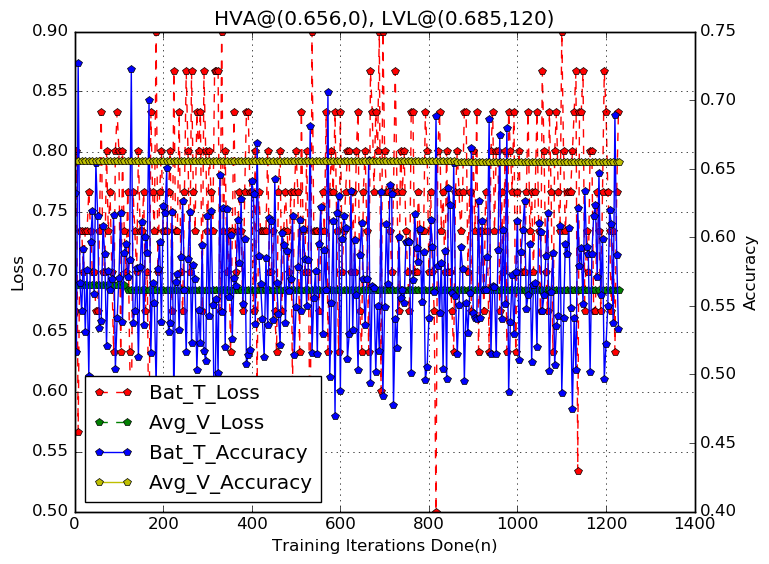 HVA@(0.656,0), LVL@(0.685,120)
0.90
0.85
0.80
0.75
0.70
0.65
0.60
0.55
0.50
Loss
0.75
0.70
0.65
0.60
0.55
0.50
0.45
0.40
Accuracy
Bat_T_Loss
Avg_V_Loss
Bat_T_Accuracy
Avg_V_Accuracy
0 200 400 600 800 1000 1200 1400
Training Iterations Done(n)